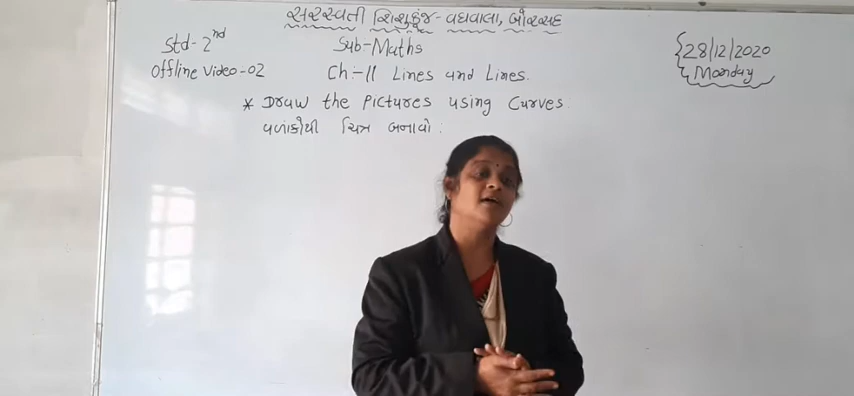 સરસ્વતી શિશુકુંજ - વઘવાલા, બોરસદ
Std- 2nd
Sub-Maths
{28/12/2020
Monday
Offline Video-02
Ch:-11 Lines and Lines.
* Draw the Pictures using Curves.
વળાંકોથી ચિત્ર બનાવો: